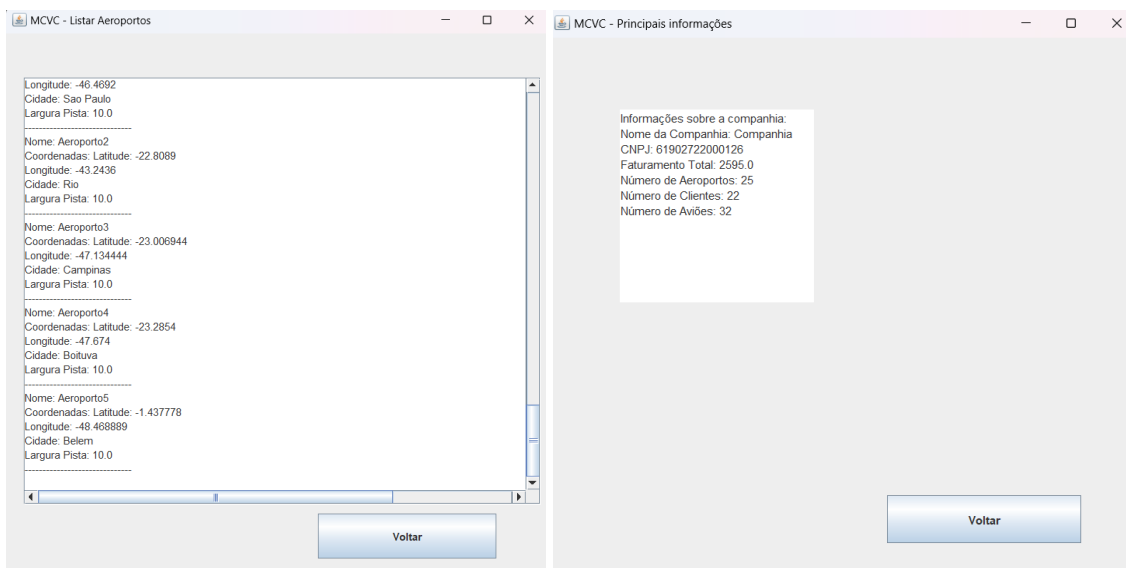 MCVC - Listar Aeroportos
Longitude: -46.4692
Cidade: Sao Paulo
Largura Pista: 10.0
------------------------------
Nome: Aeroporto2
Coordenadas: Latitude: -22.8089
Longitude: -43.2436
Cidade: Rio
Largura Pista: 10.0
------------------------------
Nome: Aeroporto3
Coordenadas: Latitude: -23.006944
Longitude: -47.134444
Cidade: Campinas
Largura Pista: 10.0
------------------------------
Nome: Aeroporto4
Coordenadas: Latitude: -23.2854
Longitude: -47.674
Cidade: Boituva
Largura Pista: 10.0
------------------------------
Nome: Aeroporto5
Coordenadas: Latitude: -1.437778
Longitude: -48.468889
Cidade: Belem
Largura Pista: 10.0
------------------------------
Voltar
MCVC - Principais informações
Informações sobre a companhia:
Nome da Companhia: Companhia
CNPJ: 61902722000126
Faturamento Total: 2595.0
Número de Aeroportos: 25
Número de Clientes: 22
Número de Aviões: 32
Voltar